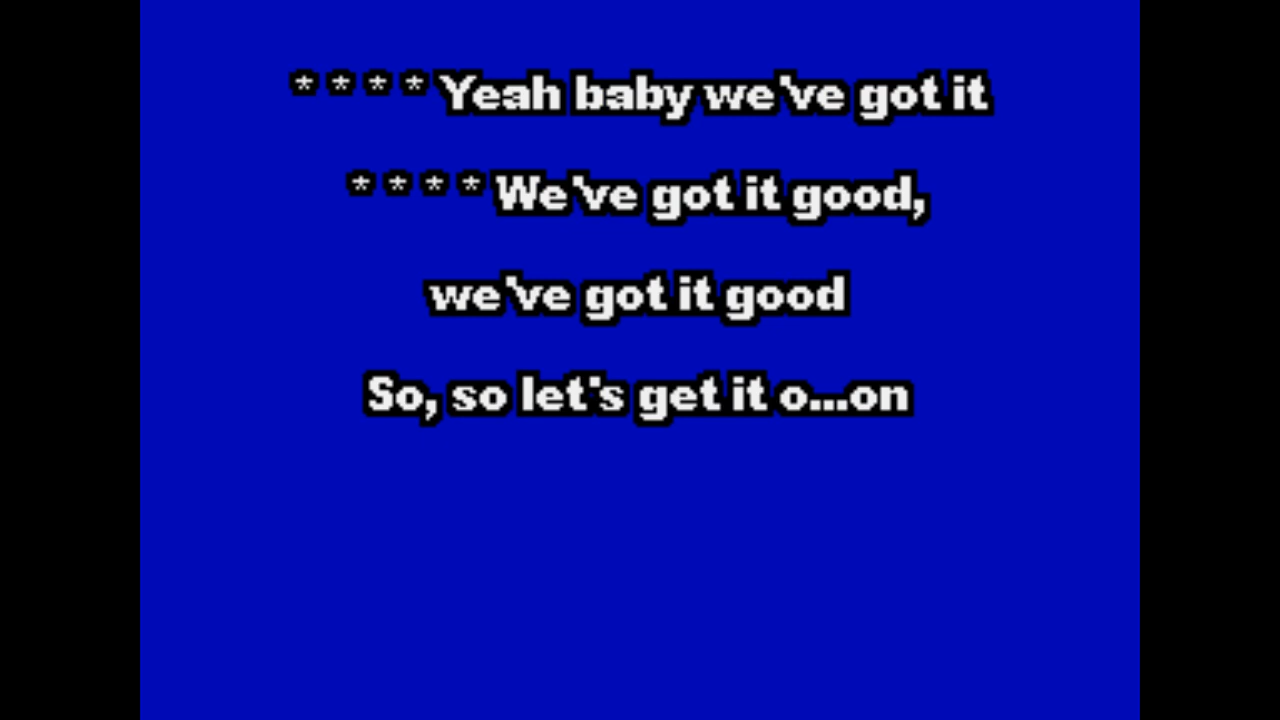 * * * * Yeah baby we've got it
* * * * We've got it good,
we've got it good
So, so let's get it o...on